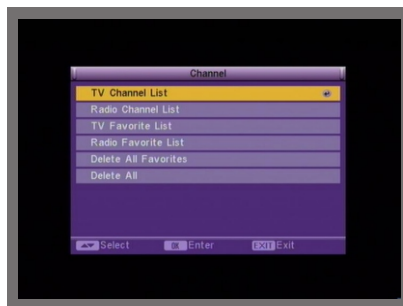 Channel
TV Channel List
Radio Channel List
TV Favorite List
Radio Favorite List
Delete All Favorites
Delete All
Select OK Enter EXIT Exit